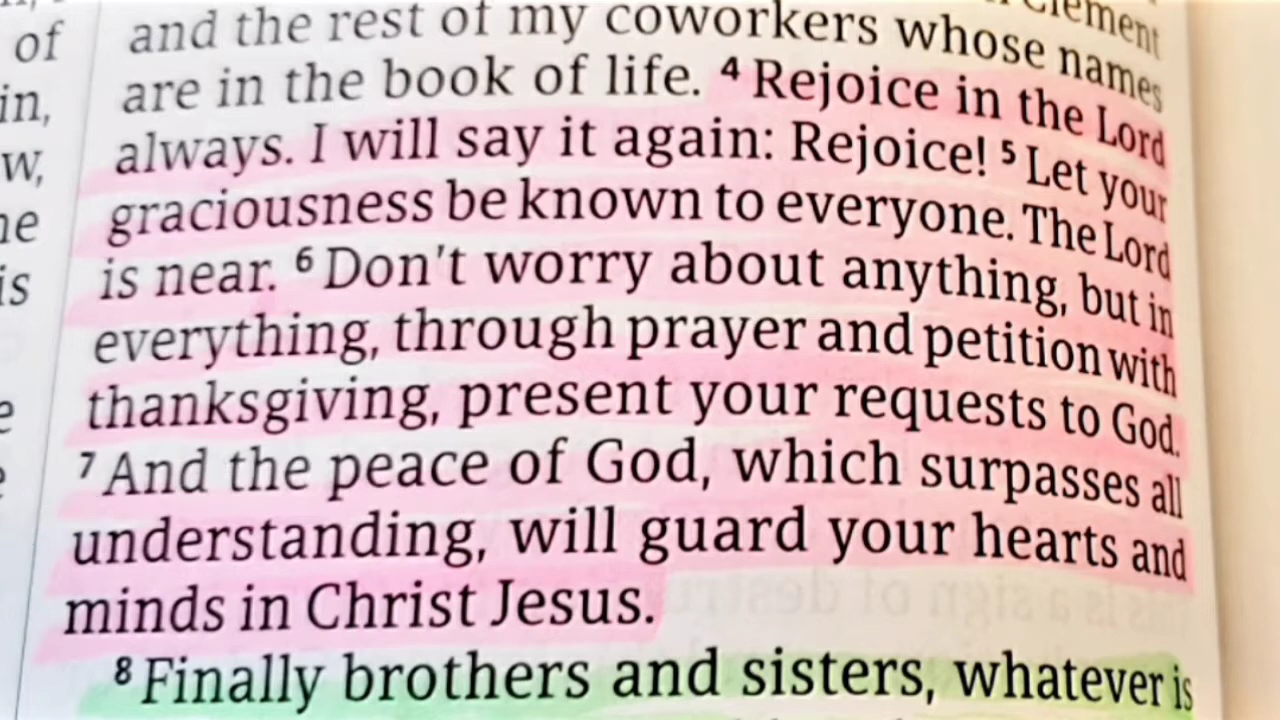 of
in,
w,
is
Clement
and the rest of my coworkers whose names
are in the book of life. ⁴ Rejoice in the Lord
always. I will say it again: Rejoice! ⁵ Let your
graciousness be known to everyone. The Lord
is near. ⁶ Don't worry about anything, but in
everything, through prayer and petition with
thanksgiving, present your requests to God.
⁷ And the peace of God, which surpasses all
understanding, will guard your hearts and
minds in Christ Jesus.
⁸ Finally brothers and sisters, whatever is